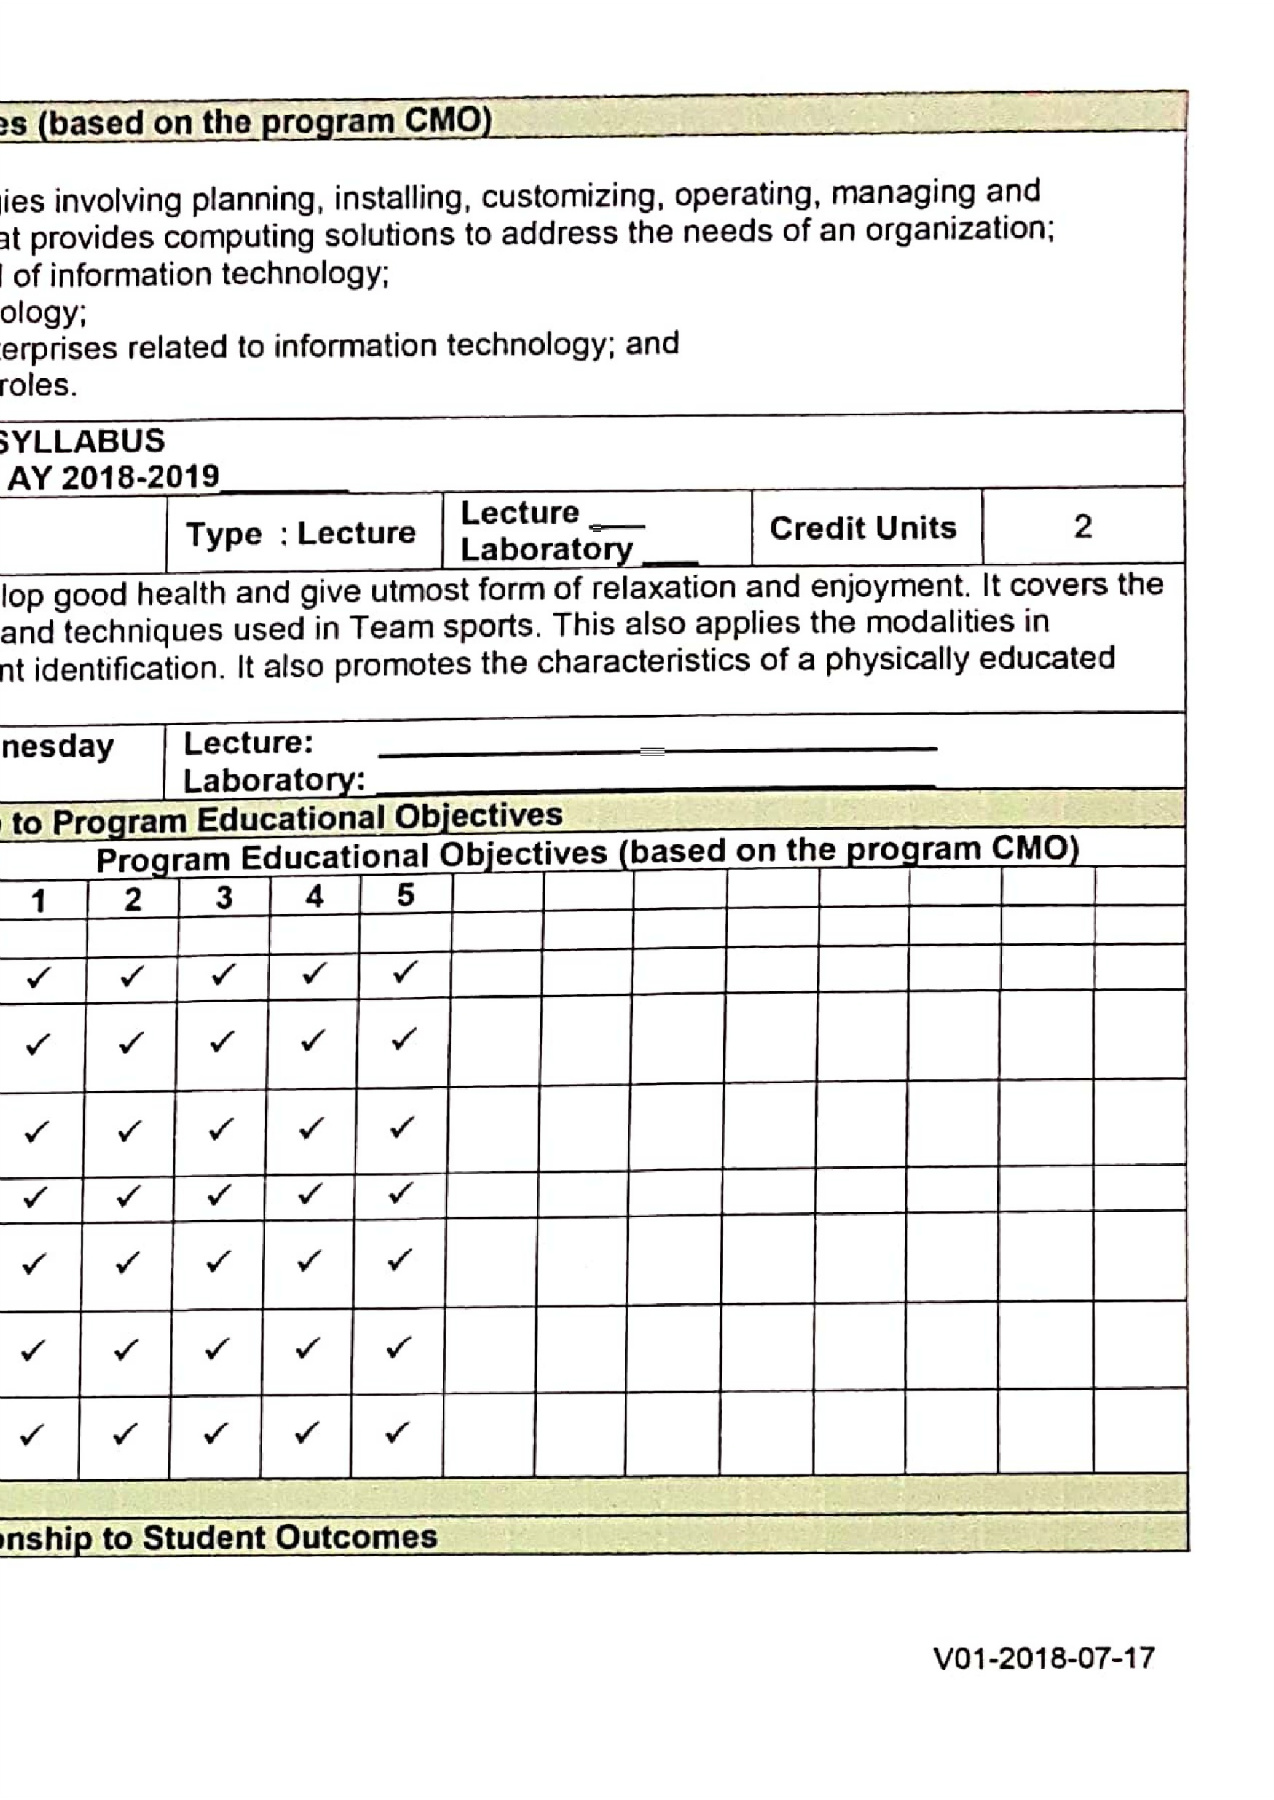 es (based on the program CMO)
gies involving planning, installing, customizing, operating, managing and
at provides computing solutions to address the needs of an organization;
of information technology;
ology;
erprises related to information technology; and
roles.
SYLLABUS
AY 2018-2019______
Type : Lecture
Lecture ___
Laboratory ___
Credit Units
2
lop good health and give utmost form of relaxation and enjoyment. It covers the
and techniques used in Team sports. This also applies the modalities in
nt identification. It also promotes the characteristics of a physically educated
nesday
Lecture:
Laboratory:
to Program Educational Objectives
Program Educational Objectives (based on the program CMO)
1 2 3 4 5
✓ ✓ ✓ ✓ ✓
✓ ✓ ✓ ✓ ✓
✓ ✓ ✓ ✓ ✓
✓ ✓ ✓ ✓ ✓
✓ ✓ ✓ ✓ ✓
✓ ✓ ✓ ✓ ✓
✓ ✓ ✓ ✓ ✓
onship to Student Outcomes
V01-2018-07-17